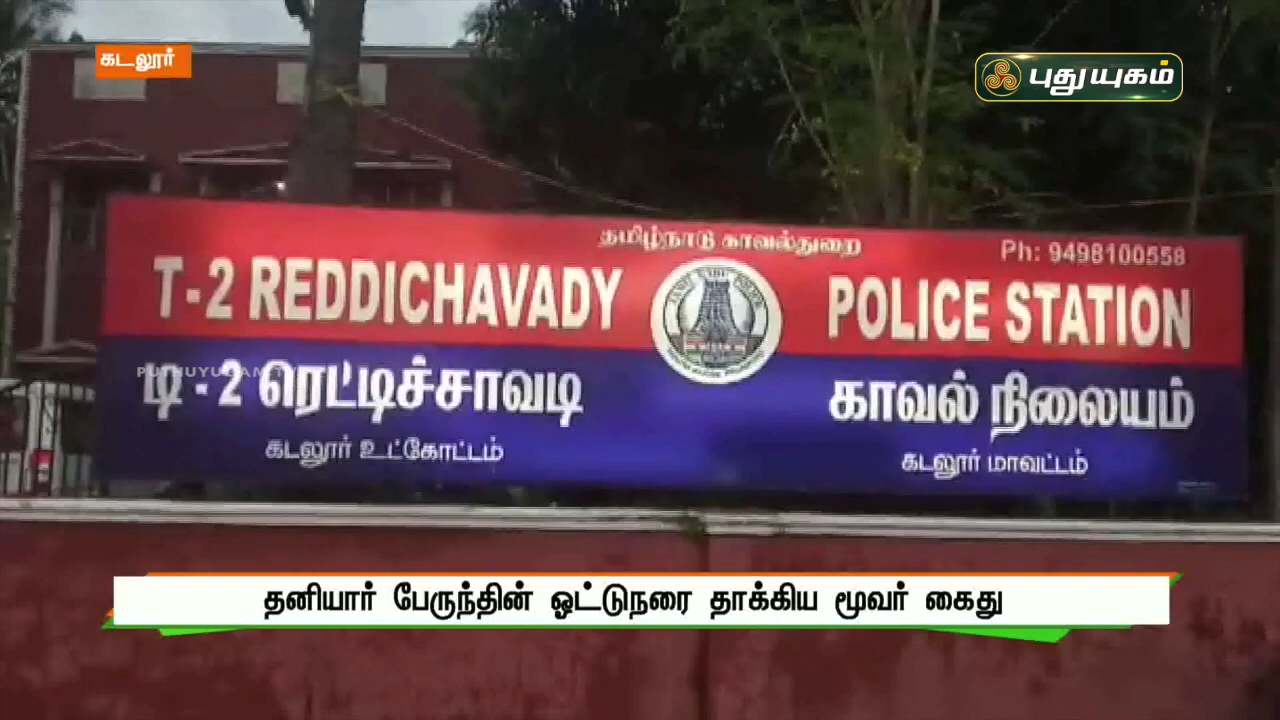 கடலூர்
புதுயுகம்
தமிழ்நாடு காவல்துறை
Ph: 9498100558
T-2 REDDICHAVADY POLICE STATION
டி - 2 ரெட்டிச்சாவடி காவல் நிலையம்
கடலூர் உட்கோட்டம்
கடலூர் மாவட்டம்
தனியார் பேருந்தின் ஓட்டுநரை தாக்கிய மூவர் கைது